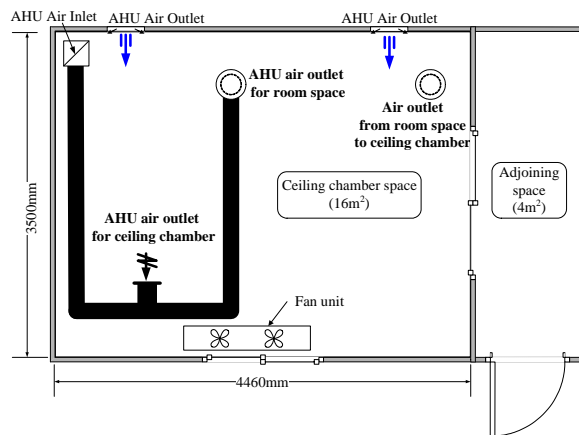 AHU Air Inlet
AHU Air Outlet
AHU Air Outlet
AHU air outlet
for room space
Air outlet
from room space
to ceiling chamber
Ceiling chamber space
(16m²)
Adjoining
space
(4m²)
AHU air outlet
for ceiling chamber
3500mm
Fan unit
4460mm